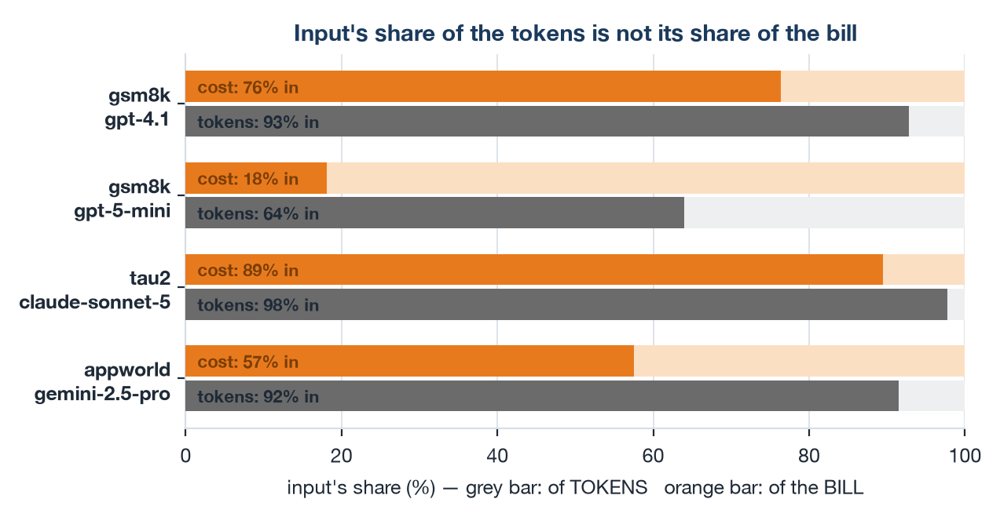 Input's share of the tokens is not its share of the bill
gsm8k
gpt-4.1
cost: 76% in
tokens: 93% in
gsm8k
gpt-5-mini
cost: 18% in
tokens: 64% in
tau2
claude-sonnet-5
cost: 89% in
tokens: 98% in
appworld
gemini-2.5-pro
cost: 57% in
tokens: 92% in
0 20 40 60 80 100
input's share (%) — grey bar: of TOKENS orange bar: of the BILL